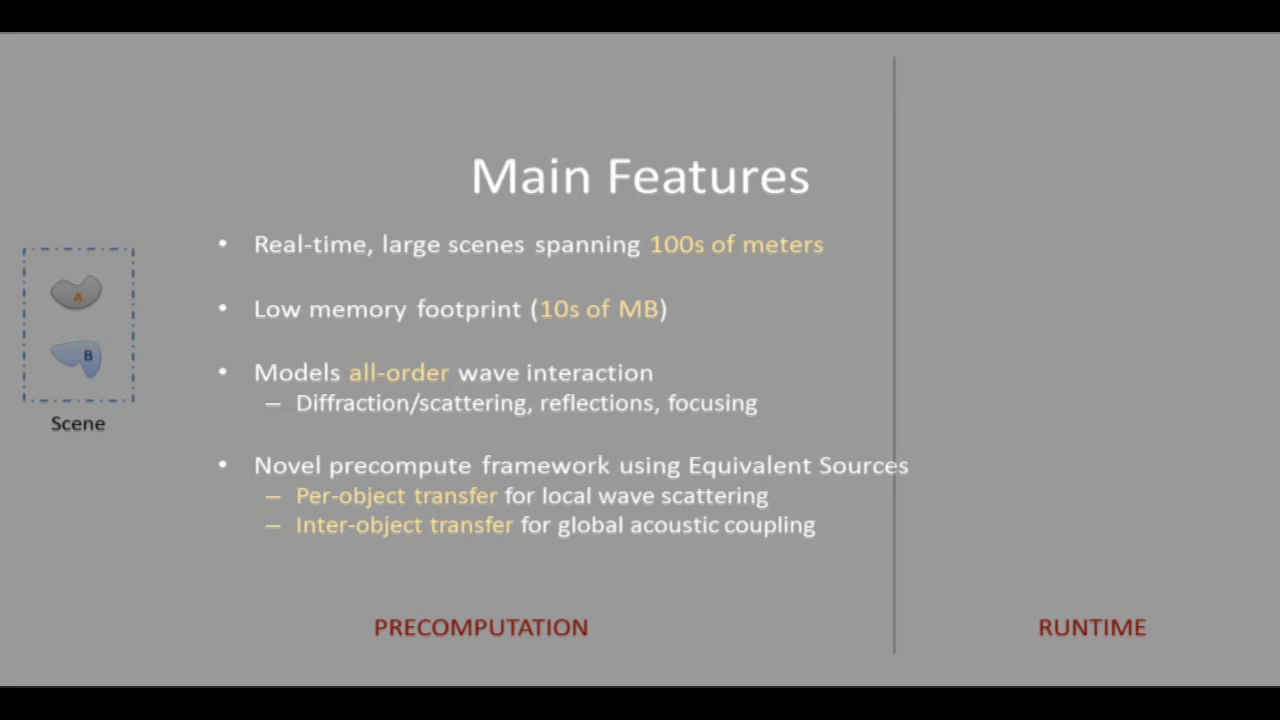 Main Features
• Real-time, large scenes spanning 100s of meters
• Low memory footprint (10s of MB)
A
B
Scene
• Models all-order wave interaction
– Diffraction/scattering, reflections, focusing
• Novel precompute framework using Equivalent Sources
– Per-object transfer for local wave scattering
– Inter-object transfer for global acoustic coupling
PRECOMPUTATION
RUNTIME